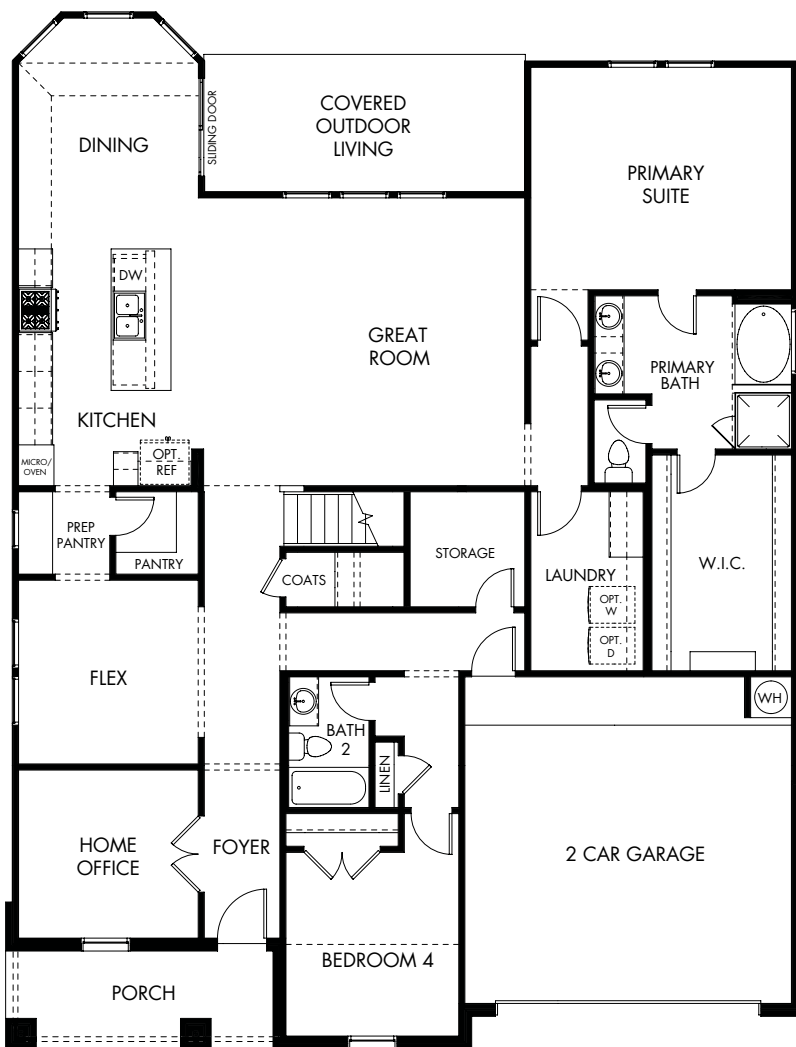 COVERED
OUTDOOR
LIVING
SLIDING DOOR
DINING
PRIMARY
SUITE
DW
GREAT
ROOM
PRIMARY
BATH
KITCHEN
MICRO/
OVEN
OPT.
REF
PREP
PANTRY
PANTRY
STORAGE
COATS
LAUNDRY
OPT.
W
OPT.
D
W.I.C.
FLEX
WH
BATH
2
LINEN
HOME
OFFICE
FOYER
2 CAR GARAGE
BEDROOM 4
PORCH